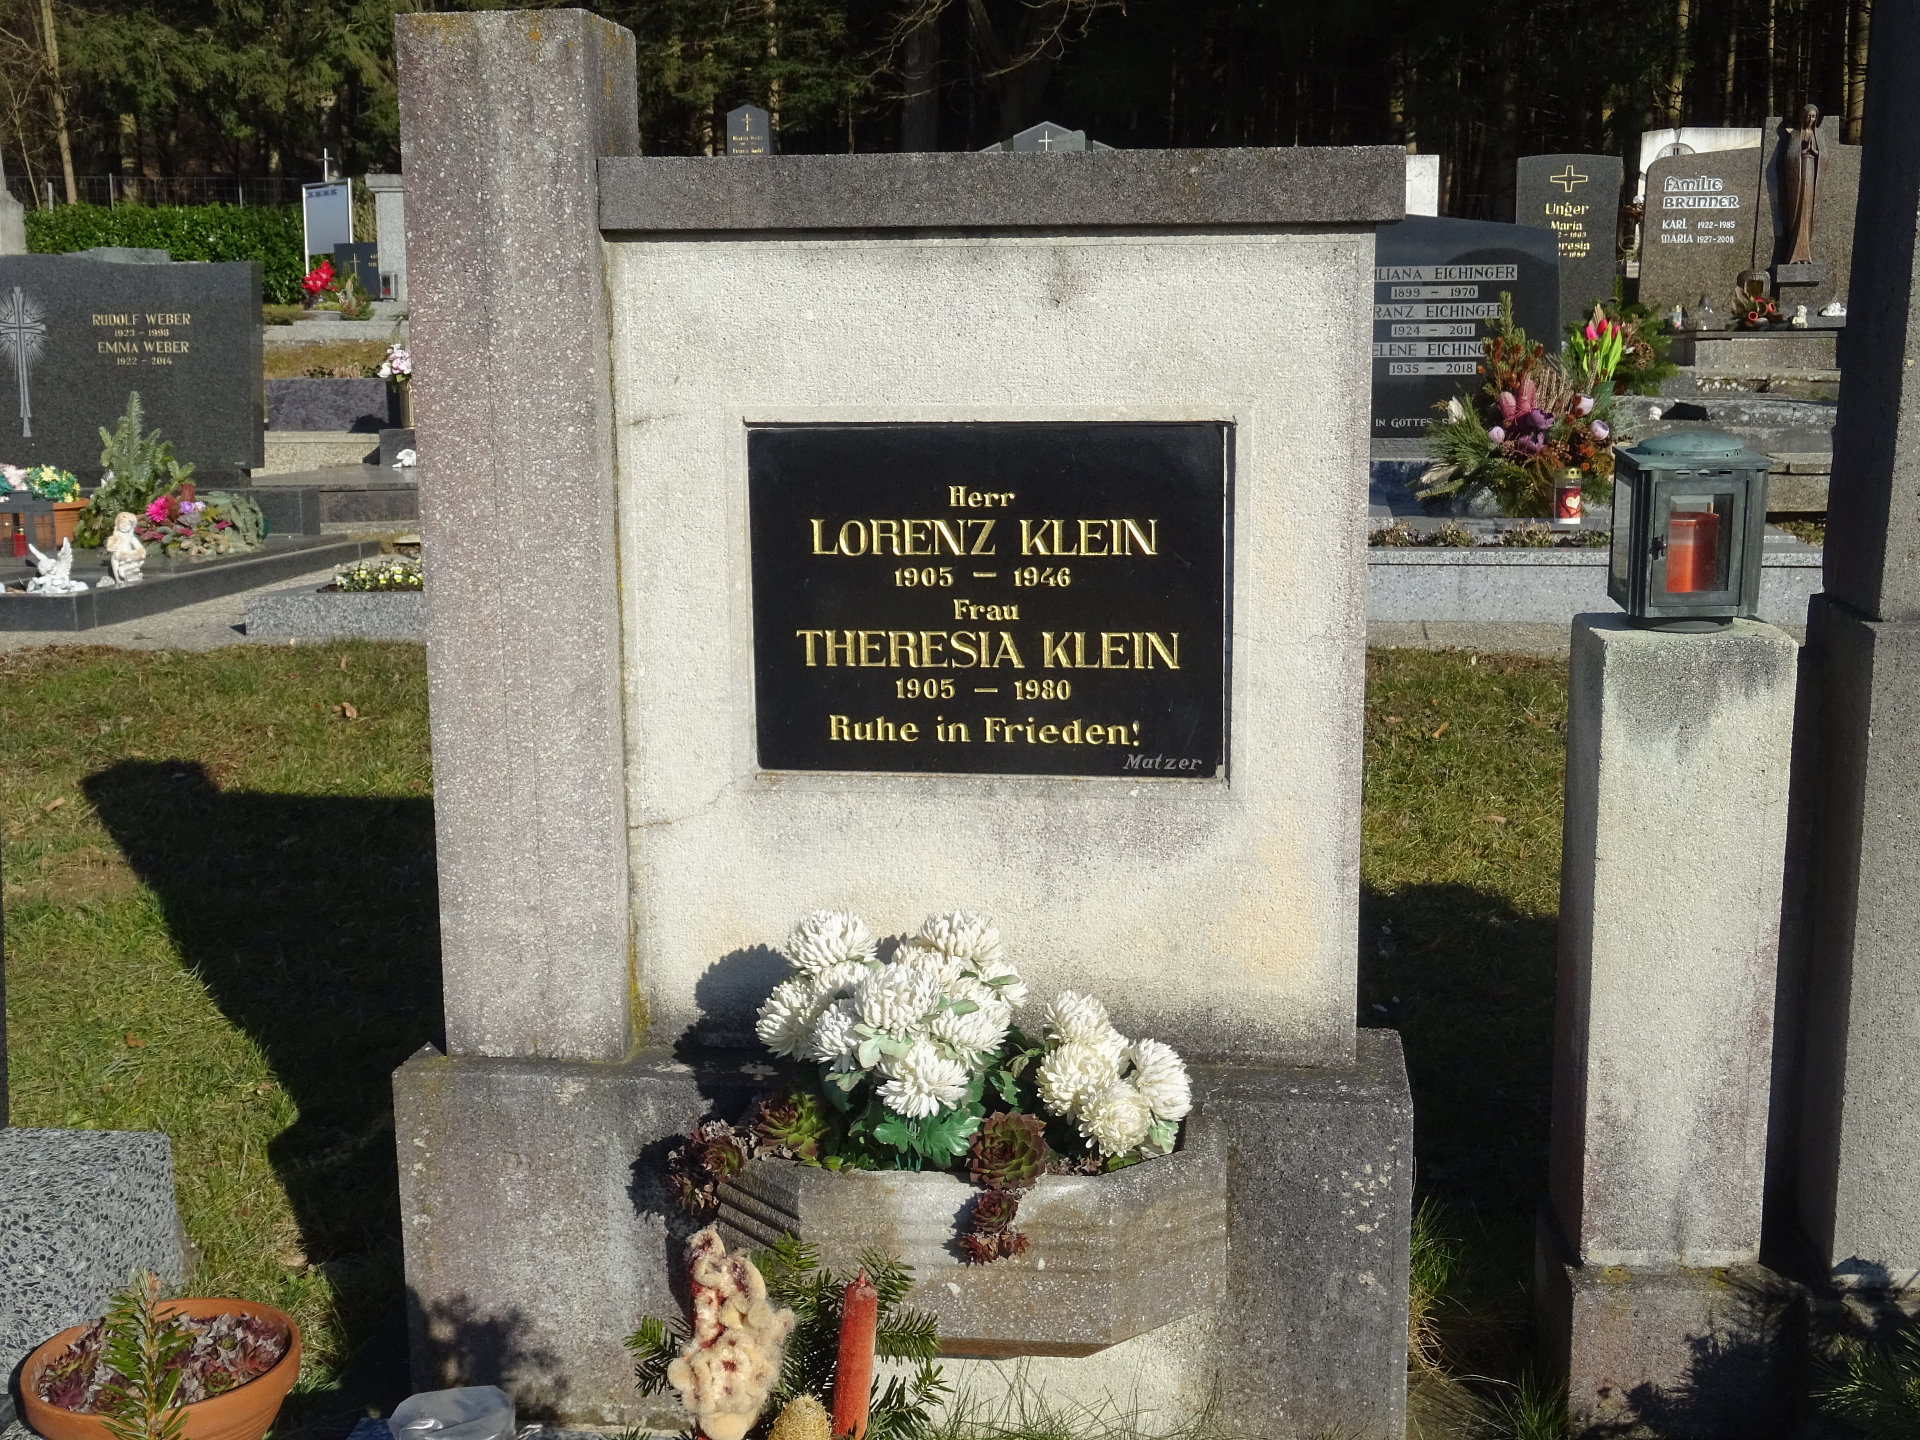 Herr
LORENZ KLEIN
1905 – 1946
Frau
THERESIA KLEIN
1905 – 1980
Ruhe in Frieden!
Matzer
RUDOLF WEBER
1923 – 1998
EMMA WEBER
1922 – 2014
EICHINGER
1899 – 1970
EICHINGER
1924 – 2011
1935 – 2018
IN GOTTES
Unger
Maria
FAMILIE
BRUNNER
KARL 1922-1985
MARIA 1927-2008